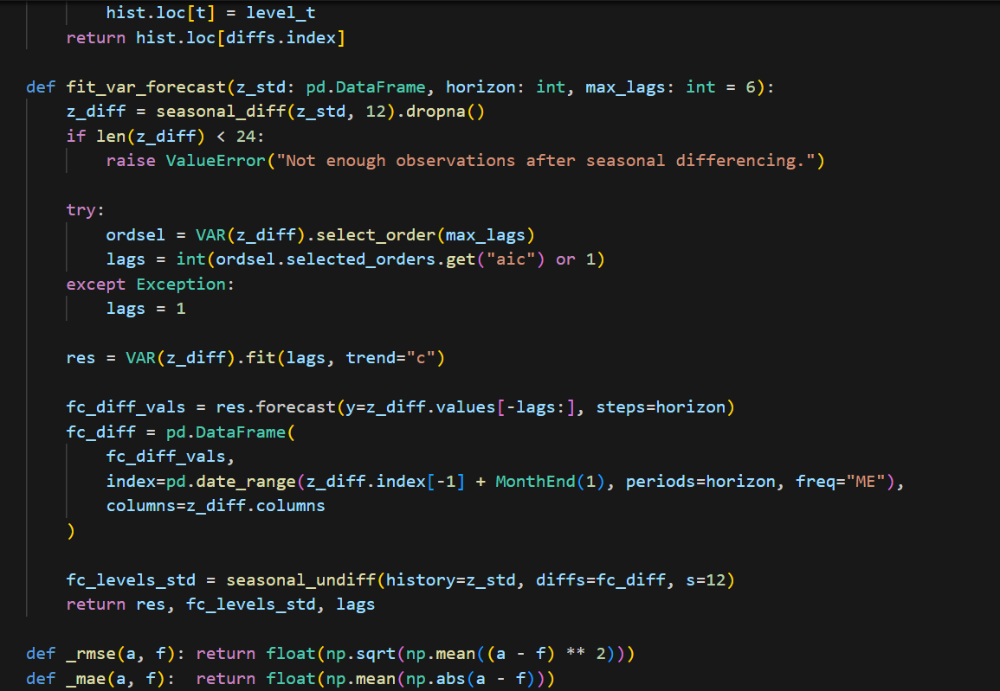 hist.loc[t] = level_t
    return hist.loc[diffs.index]

def fit_var_forecast(z_std: pd.DataFrame, horizon: int, max_lags: int = 6):
    z_diff = seasonal_diff(z_std, 12).dropna()
    if len(z_diff) < 24:
        raise ValueError("Not enough observations after seasonal differencing.")

    try:
        ordsel = VAR(z_diff).select_order(max_lags)
        lags = int(ordsel.selected_orders.get("aic") or 1)
    except Exception:
        lags = 1

    res = VAR(z_diff).fit(lags, trend="c")

    fc_diff_vals = res.forecast(y=z_diff.values[-lags:], steps=horizon)
    fc_diff = pd.DataFrame(
        fc_diff_vals,
        index=pd.date_range(z_diff.index[-1] + MonthEnd(1), periods=horizon, freq="ME"),
        columns=z_diff.columns
    )

    fc_levels_std = seasonal_undiff(history=z_std, diffs=fc_diff, s=12)
    return res, fc_levels_std, lags

def _rmse(a, f): return float(np.sqrt(np.mean((a - f) ** 2)))
def _mae(a, f):  return float(np.mean(np.abs(a - f)))